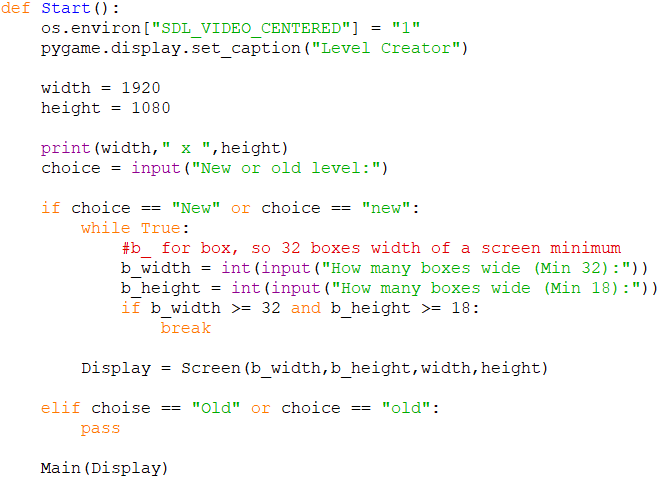 def Start():
    os.environ["SDL_VIDEO_CENTERED"] = "1"
    pygame.display.set_caption("Level Creator")

    width = 1920
    height = 1080

    print(width," x ",height)
    choice = input("New or old level:")

    if choice == "New" or choice == "new":
        while True:
            #b_ for box, so 32 boxes width of a screen minimum
            b_width = int(input("How many boxes wide (Min 32):"))
            b_height = int(input("How many boxes wide (Min 18):"))
            if b_width >= 32 and b_height >= 18:
                break

        Display = Screen(b_width,b_height,width,height)

    elif choise == "Old" or choice == "old":
        pass

    Main(Display)